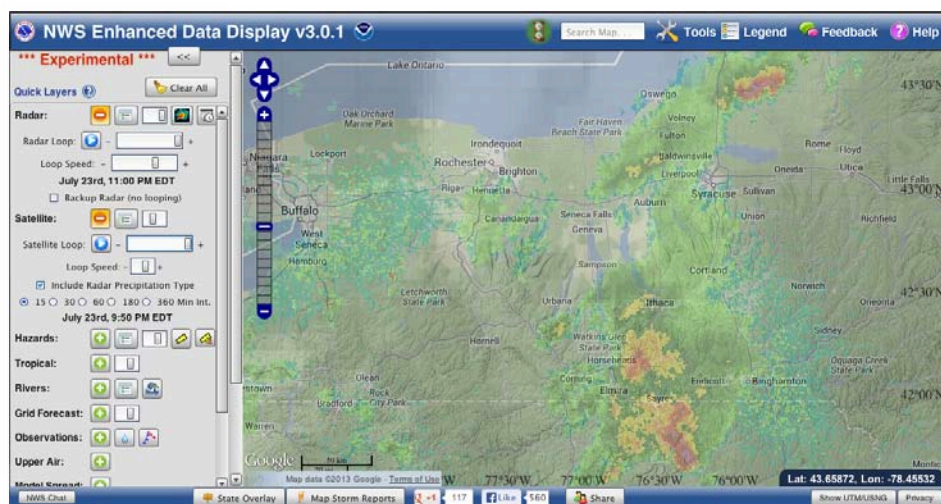 NWS Enhanced Data Display v3.0.1
Search Map. . .
Tools
Legend
Feedback
Help
*** Experimental ***
<<
Quick Layers
Clear All
Radar:
Radar Loop:
- +
Loop Speed:
- +
July 23rd, 11:00 PM EDT
Backup Radar (no looping)
Satellite:
Satellite Loop:
- +
Loop Speed: - +
Include Radar Precipitation Type
15 30 60 180 360 Min Int.
July 23rd, 9:50 PM EDT
Hazards:
Tropical:
Rivers:
Grid Forecast:
Observations:
Upper Air:
Model Spread:
Lake Ontario
43°30'N
Oswego
Oak Orchard
Marine Park
Fair Haven
Beach State Park
Volney
Fulton
Irondequoit
Baldwinsville
Rome
Floyd
Niagara
Falls
Lockport
Rochester
Brighton
Liverpool
Oneida
Utica
Little Falls
43°00'N
Riga
Henrietta
Auburn
Syracuse
Sullivan
Buffalo
Canandaigua
Seneca Falls
Union
Richfield
West
Seneca
Geneva
Hamburg
Sampson
Cortland
Letchworth
State Park
Norwich
42°30'N
Urbana
Ithaca
Oneonta
Hornell
Watkins Glen
State Park
Sidney
Horseheads
Oquaga Creek
State Park
Corning
Elmira
Endicott
Binghamton
Olean
Rock
City Park
Bradford
Sayre
42°00'N
Warren
Google
Map data ©2013 Google - Terms of Use
77°30'W
77°00'W
76°30'W
76°00'W
Lat: 43.65872, Lon: -78.45532
NWS Chat
State Overlay
Map Storm Reports
+1
117
Like
560
Share
Show UTM/USNG
Privacy